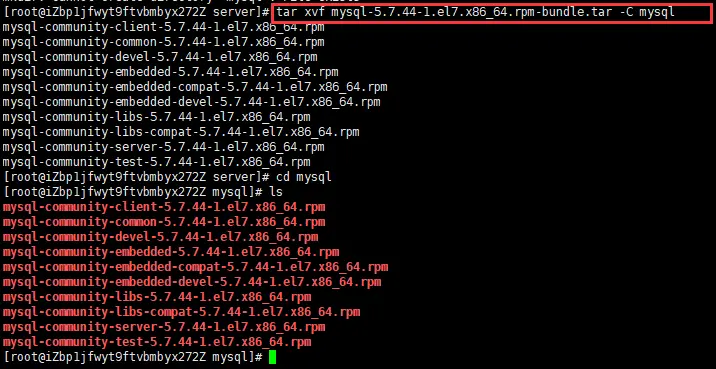 [root@iZbp1jfwyt9ftvbmbyx272Z server]# tar xvf mysql-5.7.44-1.el7.x86_64.rpm-bundle.tar -C mysql
mysql-community-client-5.7.44-1.el7.x86_64.rpm
mysql-community-common-5.7.44-1.el7.x86_64.rpm
mysql-community-devel-5.7.44-1.el7.x86_64.rpm
mysql-community-embedded-5.7.44-1.el7.x86_64.rpm
mysql-community-embedded-compat-5.7.44-1.el7.x86_64.rpm
mysql-community-embedded-devel-5.7.44-1.el7.x86_64.rpm
mysql-community-libs-5.7.44-1.el7.x86_64.rpm
mysql-community-libs-compat-5.7.44-1.el7.x86_64.rpm
mysql-community-server-5.7.44-1.el7.x86_64.rpm
mysql-community-test-5.7.44-1.el7.x86_64.rpm
[root@iZbp1jfwyt9ftvbmbyx272Z server]# cd mysql
[root@iZbp1jfwyt9ftvbmbyx272Z mysql]# ls
mysql-community-client-5.7.44-1.el7.x86_64.rpm
mysql-community-common-5.7.44-1.el7.x86_64.rpm
mysql-community-devel-5.7.44-1.el7.x86_64.rpm
mysql-community-embedded-5.7.44-1.el7.x86_64.rpm
mysql-community-embedded-compat-5.7.44-1.el7.x86_64.rpm
mysql-community-embedded-devel-5.7.44-1.el7.x86_64.rpm
mysql-community-libs-5.7.44-1.el7.x86_64.rpm
mysql-community-libs-compat-5.7.44-1.el7.x86_64.rpm
mysql-community-server-5.7.44-1.el7.x86_64.rpm
mysql-community-test-5.7.44-1.el7.x86_64.rpm
[root@iZbp1jfwyt9ftvbmbyx272Z mysql]#